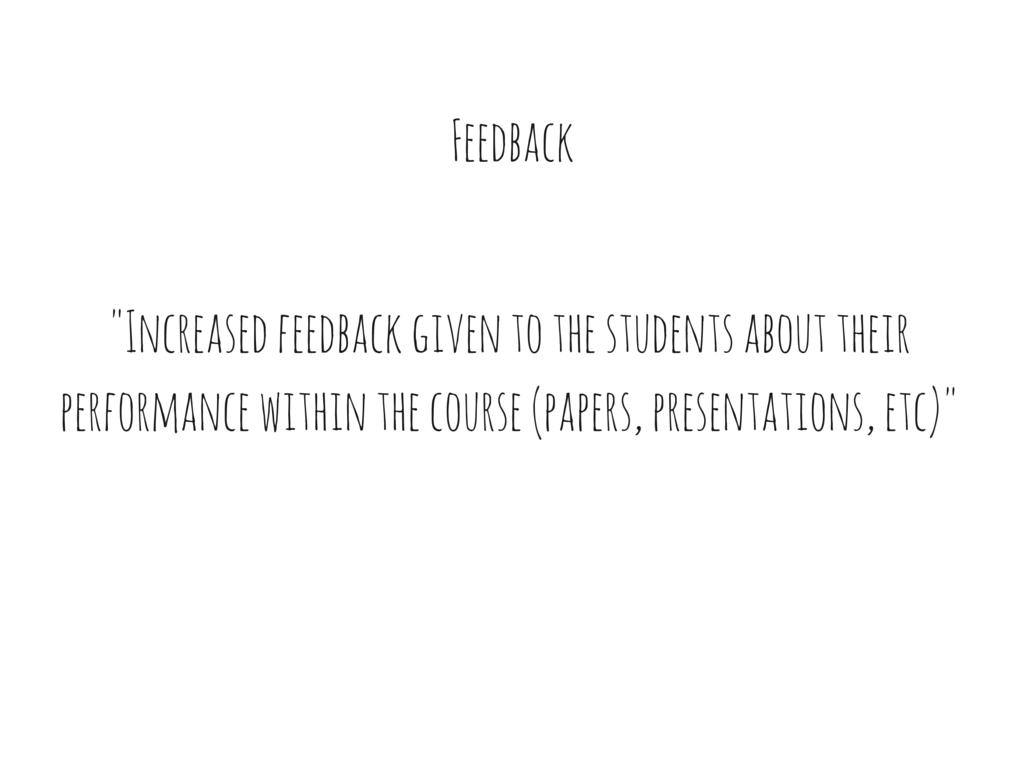 Feedback
"Increased feedback given to the students about their
performance within the course (papers, presentations, etc)"